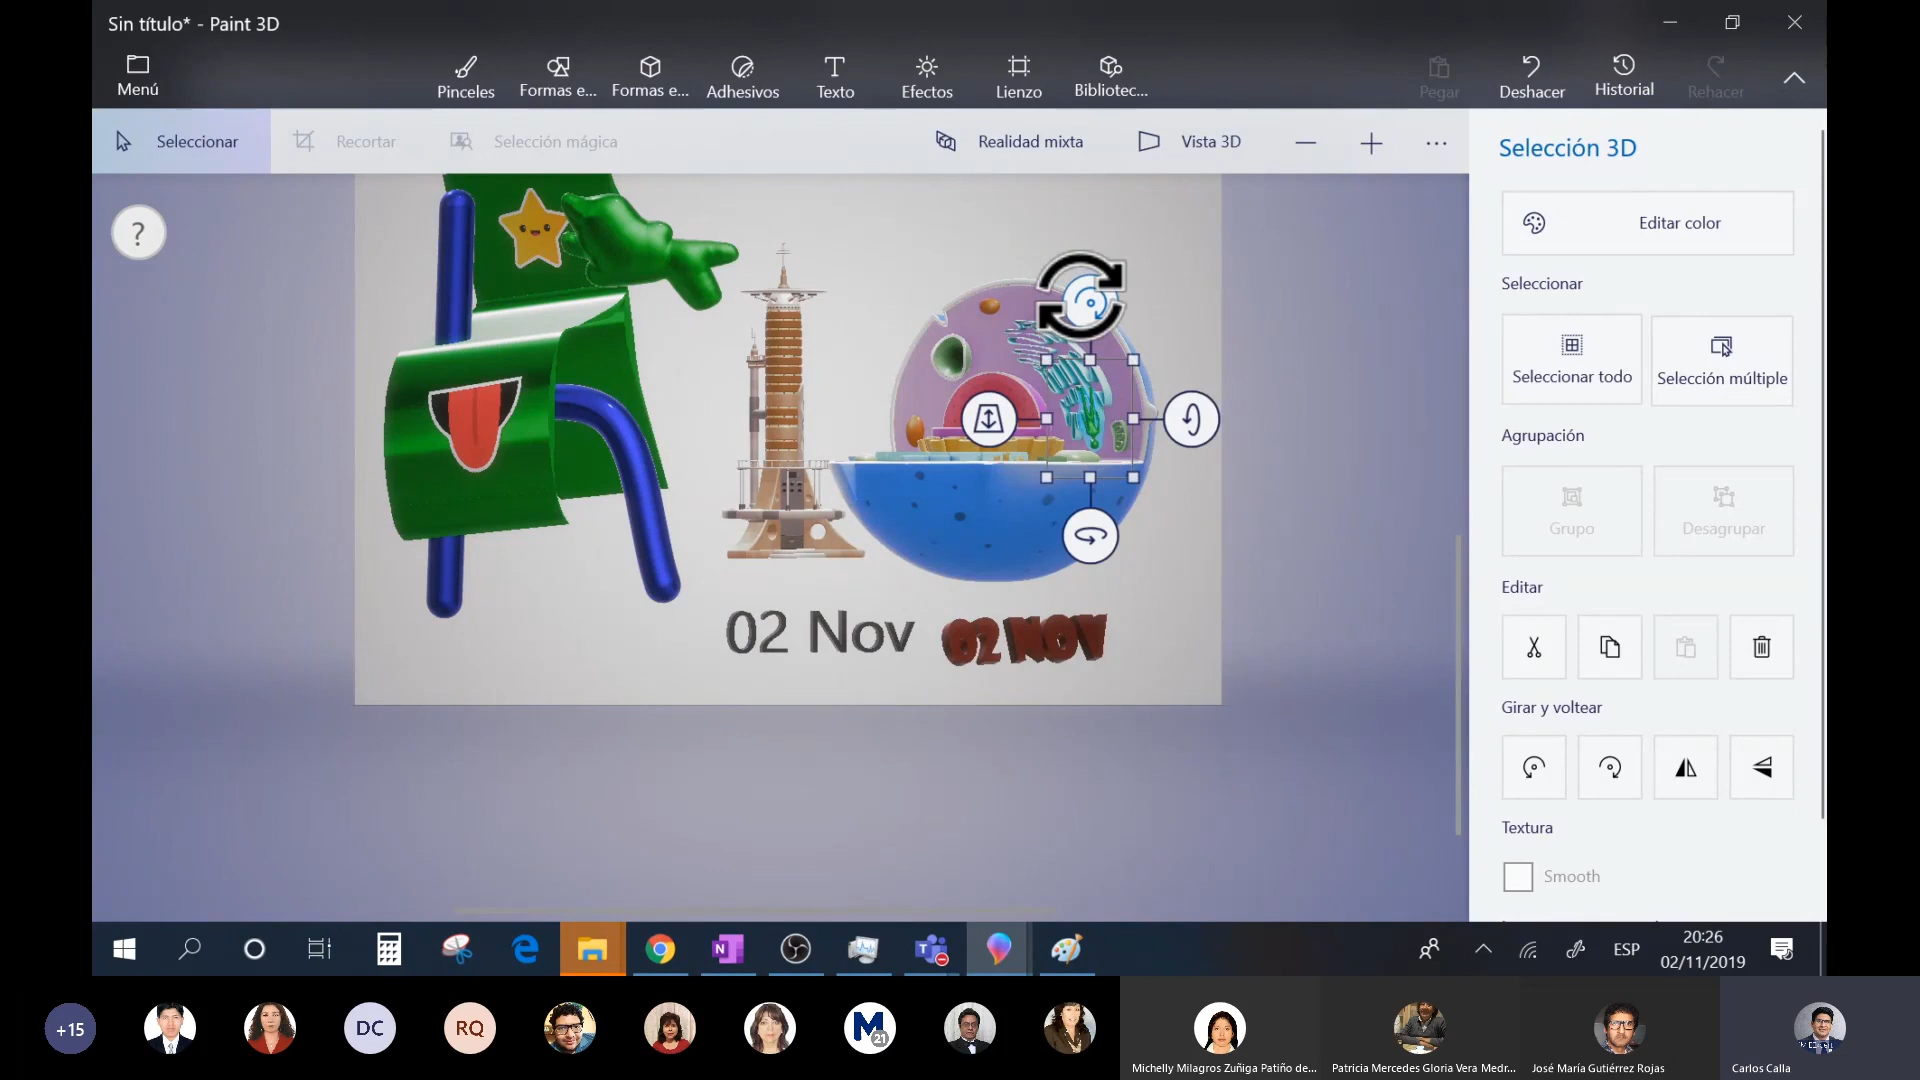 Sin título* - Paint 3D
Menú
Pinceles
Formas e...
Formas e...
Adhesivos
Texto
Efectos
Lienzo
Bibliotec...
Pegar
Deshacer
Historial
Rehacer
Seleccionar
Recortar
Selección mágica
Realidad mixta
Vista 3D
?
Selección 3D
Editar color
Seleccionar
Seleccionar todo
Selección múltiple
Agrupación
Grupo
Desagrupar
Editar
Girar y voltear
Textura
Smooth
02 Nov
02 NOV
ESP
20:26
02/11/2019
+15
DC
RQ
M
21
Michelly Milagros Zuñiga Patiño de...
Patricia Mercedes Gloria Vera Medr...
José María Gutiérrez Rojas
Carlos Calla